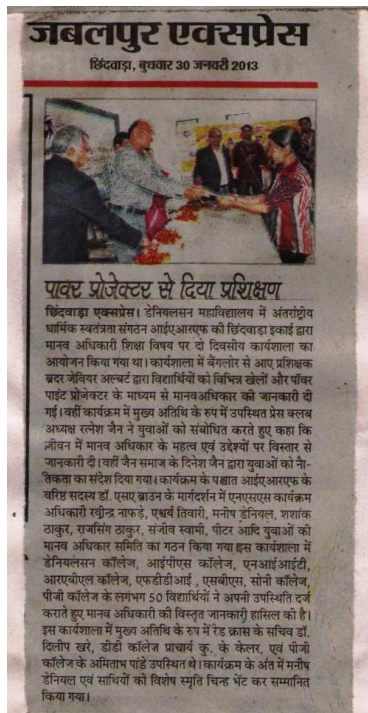 जबलपुर एक्सप्रेस
छिंदवाड़ा, बुधवार 30 जनवरी 2013
पावर प्रोजेक्टर से दिया प्रशिक्षण
छिंदवाड़ा एक्सप्रेस। डेनियलसन महाविद्यालय में अंतर्राष्ट्रीय
धार्मिक स्वतंत्रता संगठन आईएआरएफ की छिंदवाड़ा इकाई द्वारा
मानव अधिकारी शिक्षा विषय पर दो दिवसीय कार्यशाला का
आयोजन किया गया था। कार्यशाला में बैंगलोर से आए प्रशिक्षक
ब्रदर जेवियर अल्बर्ट द्वारा विद्यार्थियों को विभिन्न खेलों और पॉवर
पाइंट प्रोजेक्टर के माध्यम से मानवअधिकार की जानकारी दी
गई। वहीं कार्यक्रम में मुख्य अतिथि के रुप में उपस्थित प्रेस क्लब
अध्यक्ष रत्नेश जैन ने युवाओं को संबोधित करते हुए कहा कि
जीवन में मानव अधिकार के महत्व एवं उद्देश्यों पर विस्तार से
जानकारी दी। वहीं जैन समाज के दिनेश जैन द्वारा युवाओं को नै-
तिकता का संदेश दिया गया। कार्यक्रम के पश्चात आईएआरएफ के
वरिष्ठ सदस्य डॉ. एसए ब्राउन के मार्गदर्शन में एनएसएस कार्यक्रम
अधिकारी रवीन्द्र नाफड़े, एश्वर्य तिवारी, मनीष डेनियल, शशांक
ठाकुर, राजसिंग ठाकुर, संजीव स्वामी, पीटर आदि युवाओं की
मानव अधिकार समिति का गठन किया गया। इस कार्यशाला में
डेनियलसन कॉलेज, आईपीएस कॉलेज, एनआईआईटी,
आरएबीएल कॉलेज, एफडीडीआई , एसबीएस, सोनी कॉलेज,
पीजी कॉलेज के लगभग 50 विद्यार्थियों ने अपनी उपस्थिति दर्ज
कराते हुए मानव अधिकारी की विस्तृत जानकारी हासिल की है।
इस कार्यशाला में मुख्य अतिथि के रुप में रेड क्रास के सचिव डॉ.
दिलीप खरे, डीडी कॉलेज प्राचार्य कु. के केलर, एवं पीजी
कॉलेज के अमिताभ पांडे उपस्थित थे। कार्यक्रम के अंत में मनीष
डेनियल एवं साथियों को विशेष स्मृति चिन्ह भेंट कर सम्मानित
किया गया।